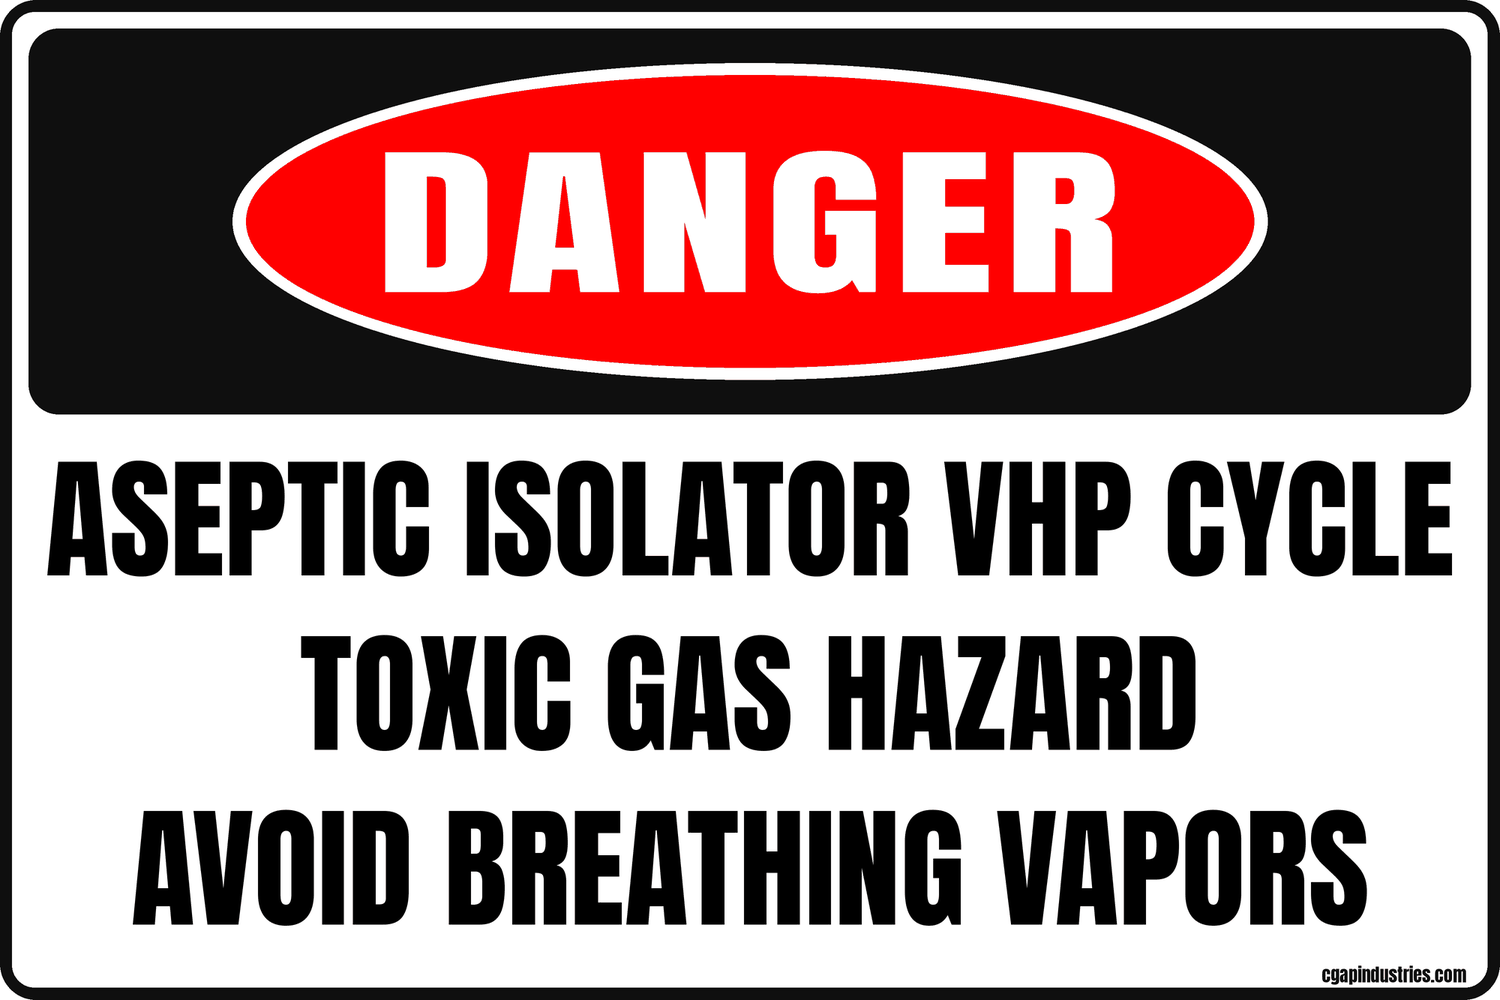 DANGER
ASEPTIC ISOLATOR VHP CYCLE
TOXIC GAS HAZARD
AVOID BREATHING VAPORS
cgapindustries.com